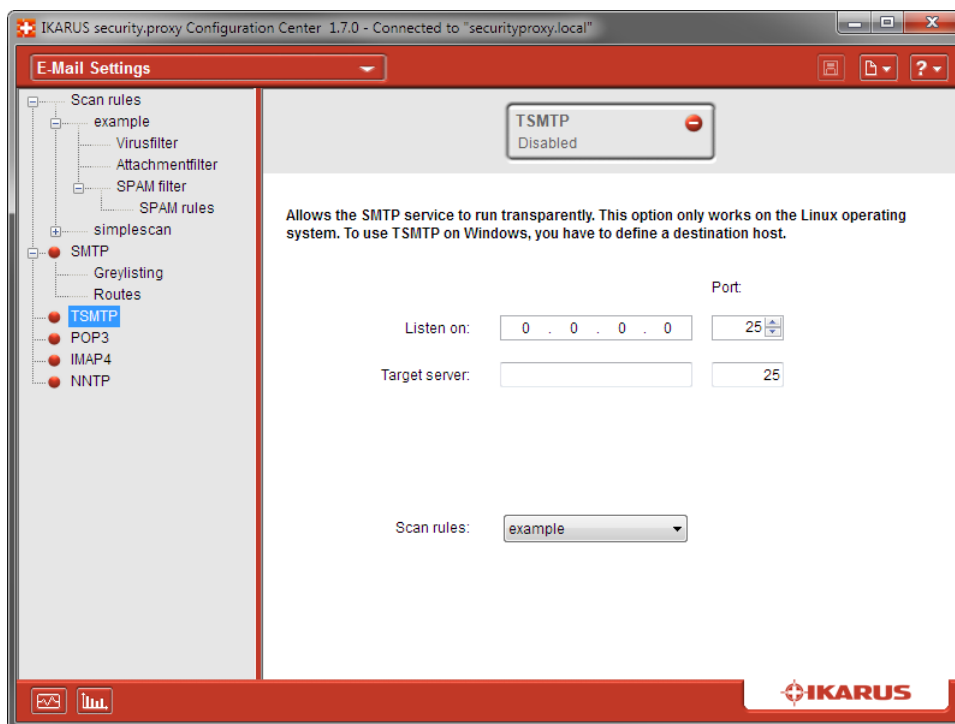 IKARUS security.proxy Configuration Center 1.7.0 - Connected to "securityproxy.local"
E-Mail Settings
?
Scan rules
example
Virusfilter
Attachmentfilter
SPAM filter
SPAM rules
simplescan
SMTP
Greylisting
Routes
TSMTP
POP3
IMAP4
NNTP
TSMTP
Disabled
Allows the SMTP service to run transparently. This option only works on the Linux operating
system. To use TSMTP on Windows, you have to define a destination host.
Port:
Listen on: 0 . 0 . 0 . 0 25
Target server: 25
Scan rules: example
IKARUS